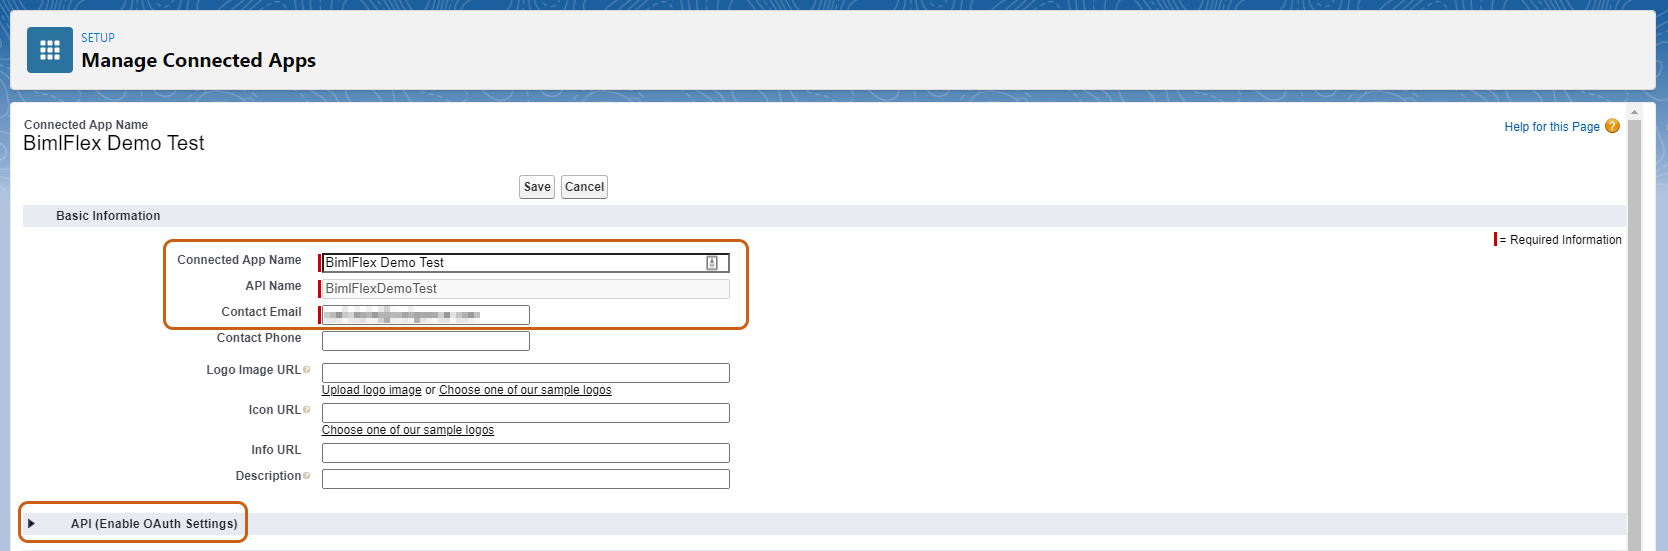 SETUP
Manage Connected Apps
Connected App Name
BimlFlex Demo Test
Help for this Page ?
Save Cancel
Basic Information
= Required Information
Connected App Name BimlFlex Demo Test
API Name BimlFlexDemoTest
Contact Email
Contact Phone
Logo Image URL
Upload logo image or Choose one of our sample logos
Icon URL
Choose one of our sample logos
Info URL
Description
API (Enable OAuth Settings)